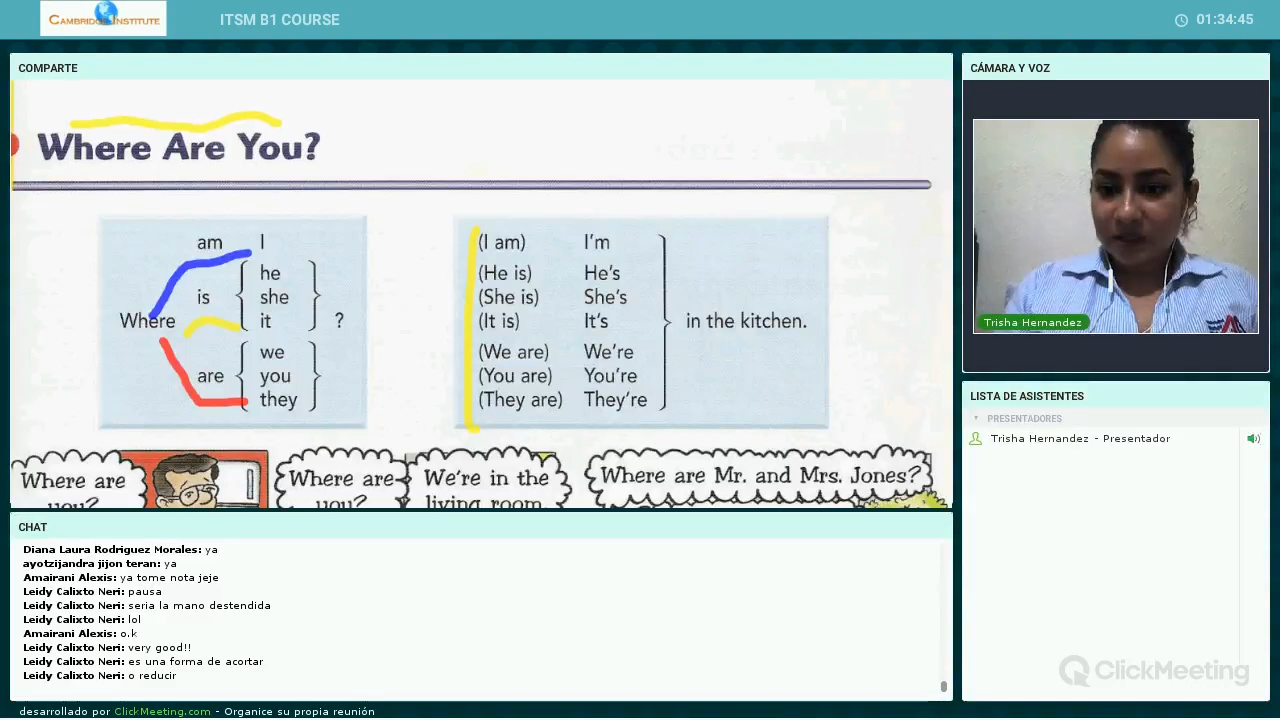 CAMBRIDGE INSTITUTE
ITSM B1 COURSE
01:34:45
COMPARTE
Where Are You?
am I
he
is she
Where it ?
we
are you
they
(I am) I'm
(He is) He's
(She is) She's
(It is) It's in the kitchen.
(We are) We're
(You are) You're
(They are) They're
Where are
you?
Where are
you?
We're in the
living room.
Where are Mr. and Mrs. Jones?
CÁMARA Y VOZ
Trisha Hernandez
LISTA DE ASISTENTES
PRESENTADORES
Trisha Hernandez - Presentador
CHAT
Diana Laura Rodriguez Morales: ya
ayotzijandra jijon teran: ya
Amairani Alexis: ya tome nota jeje
Leidy Calixto Neri: pausa
Leidy Calixto Neri: seria la mano destendida
Leidy Calixto Neri: lol
Amairani Alexis: o.k
Leidy Calixto Neri: very good!!
Leidy Calixto Neri: es una forma de acortar
Leidy Calixto Neri: o reducir
ClickMeeting
desarrollado por ClickMeeting.com - Organice su propia reunión